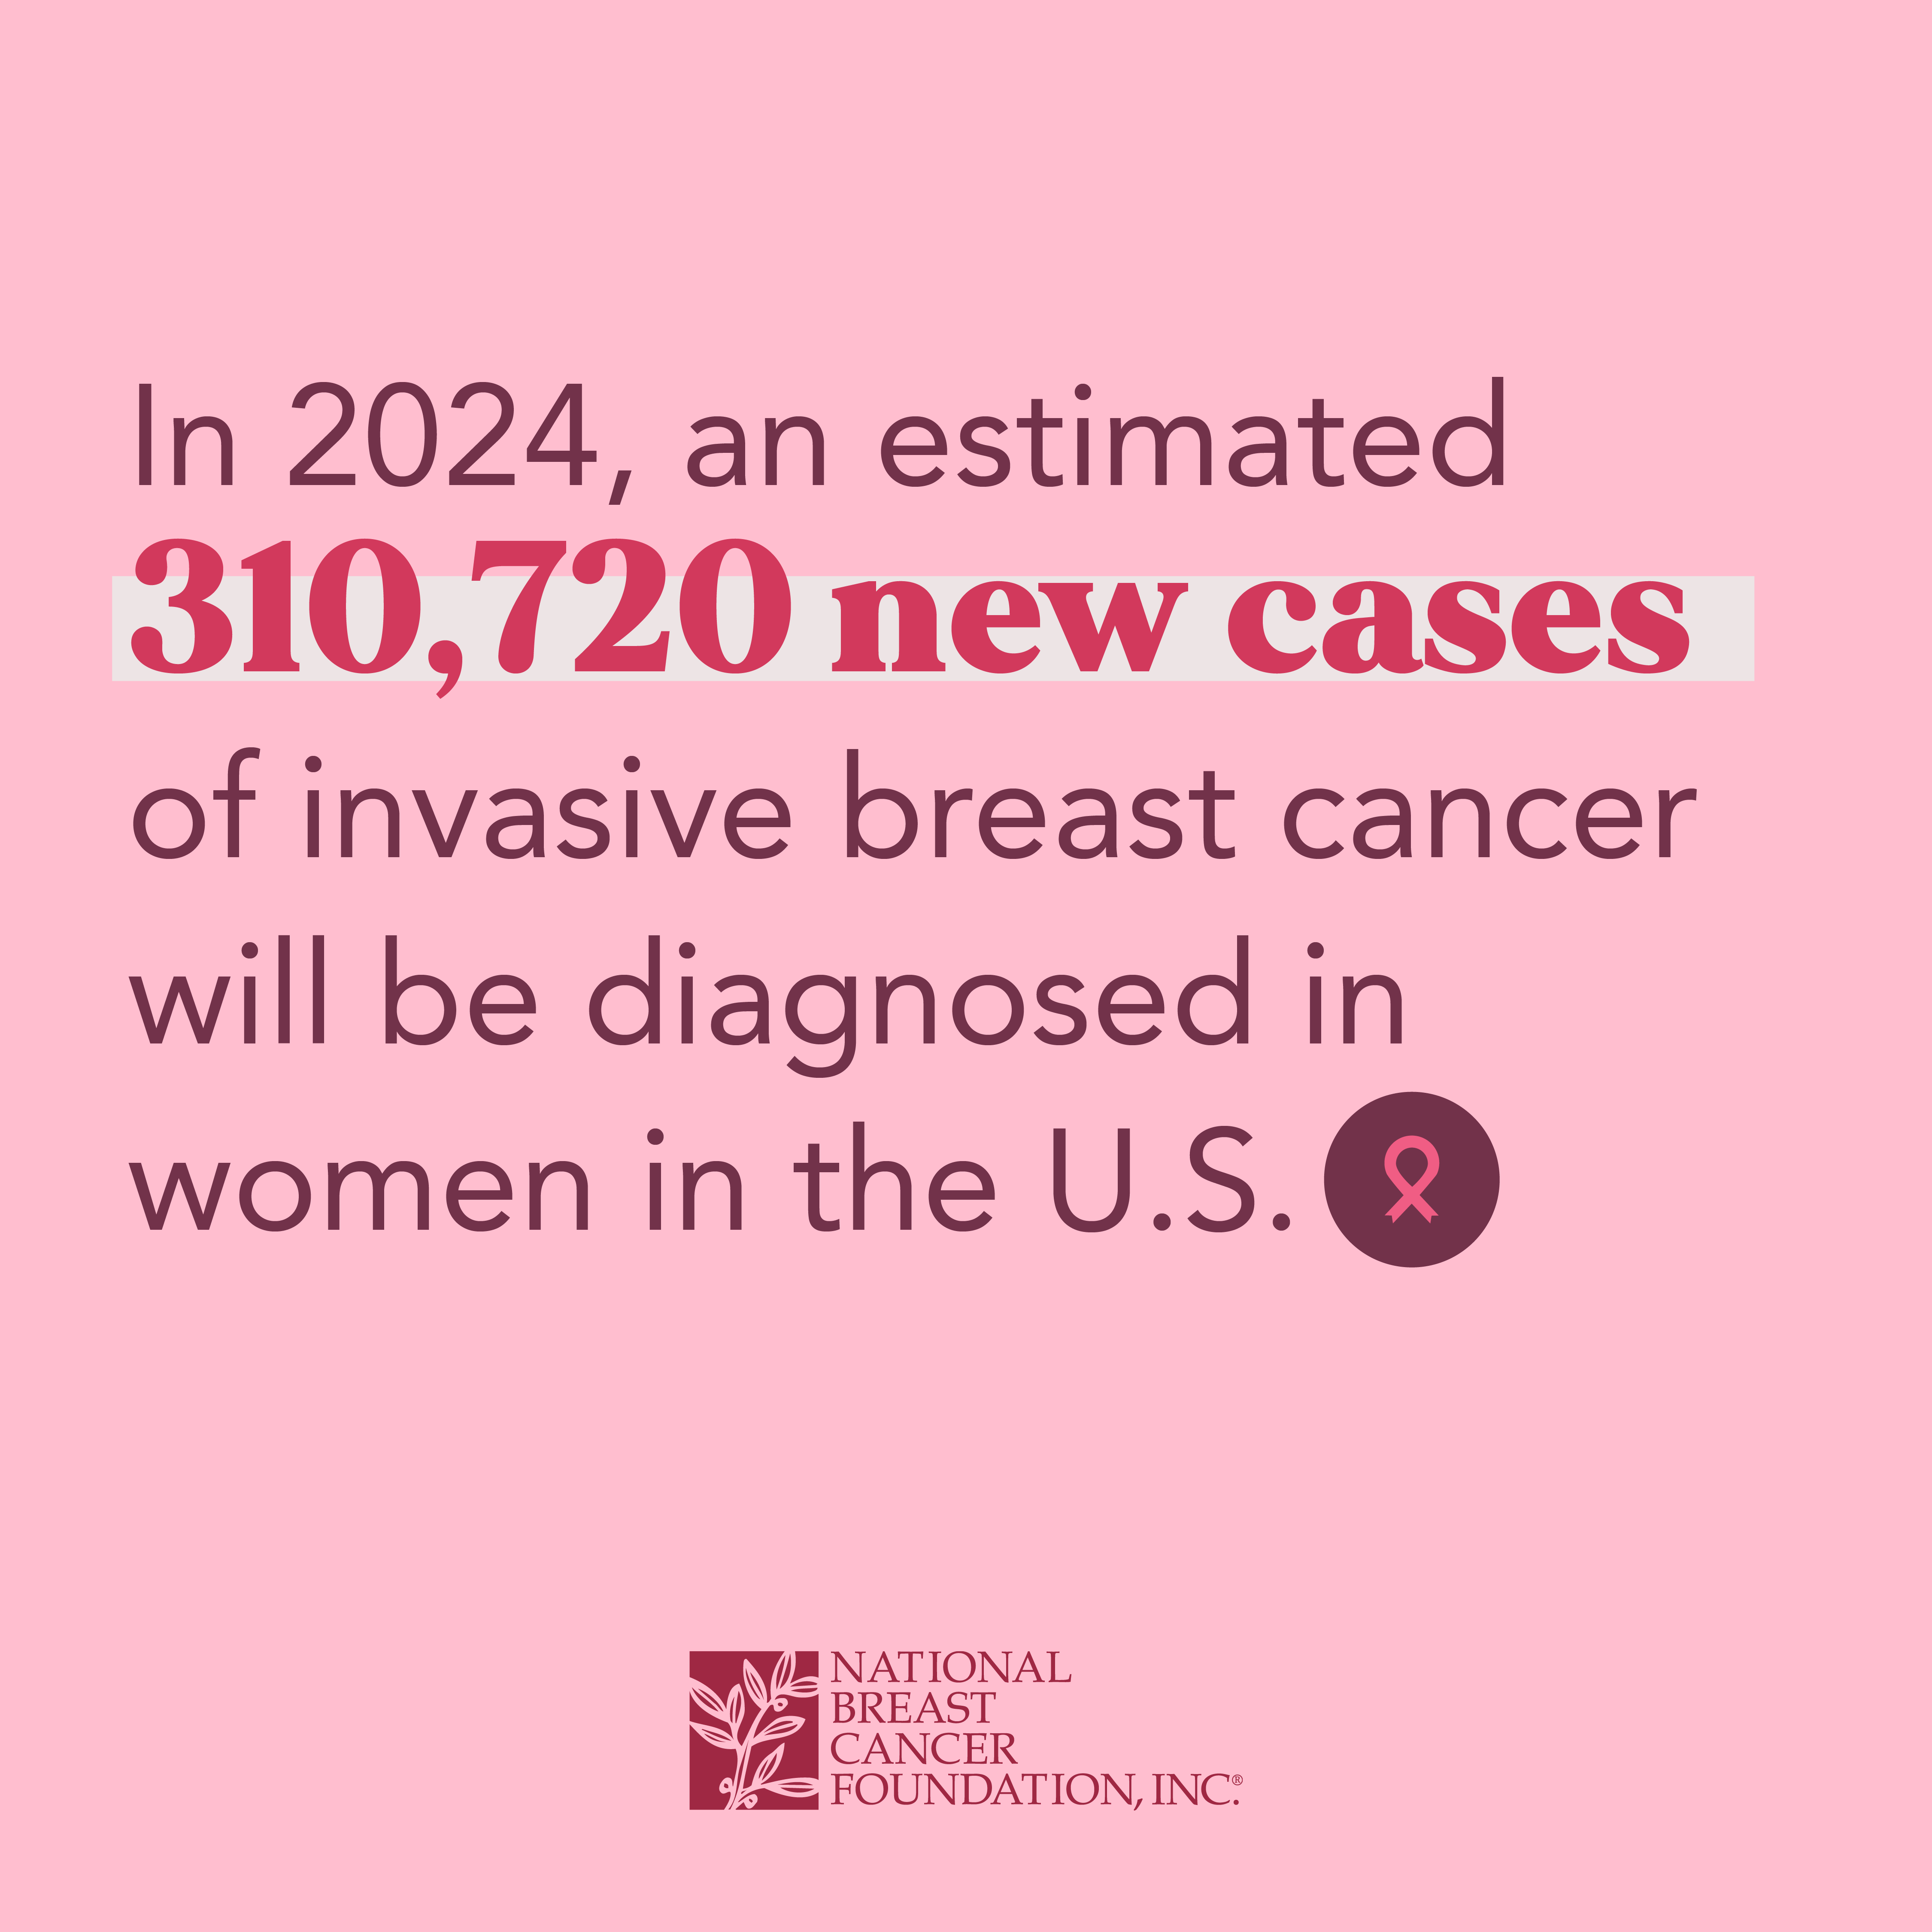 In 2024, an estimated
310,720 new cases
of invasive breast cancer
will be diagnosed in
women in the U.S.
NATIONAL
BREAST
CANCER
FOUNDATION, INC.®